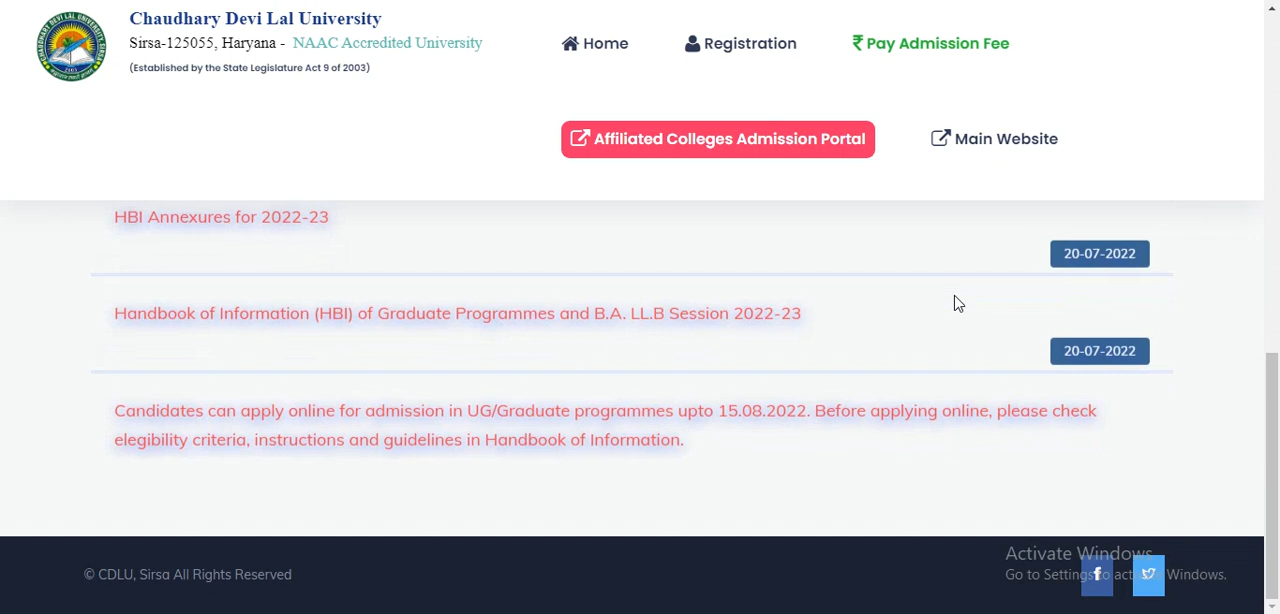 Chaudhary Devi Lal University
Sirsa-125055, Haryana - NAAC Accredited University
(Established by the State Legislature Act 9 of 2003)
Home
Registration
₹ Pay Admission Fee
Affiliated Colleges Admission Portal
Main Website
HBI Annexures for 2022-23
20-07-2022
Handbook of Information (HBI) of Graduate Programmes and B.A. LL.B Session 2022-23
20-07-2022
Candidates can apply online for admission in UG/Graduate programmes upto 15.08.2022. Before applying online, please check
elegibility criteria, instructions and guidelines in Handbook of Information.
© CDLU, Sirsa All Rights Reserved
Activate Windows
Go to Settings to activate Windows.